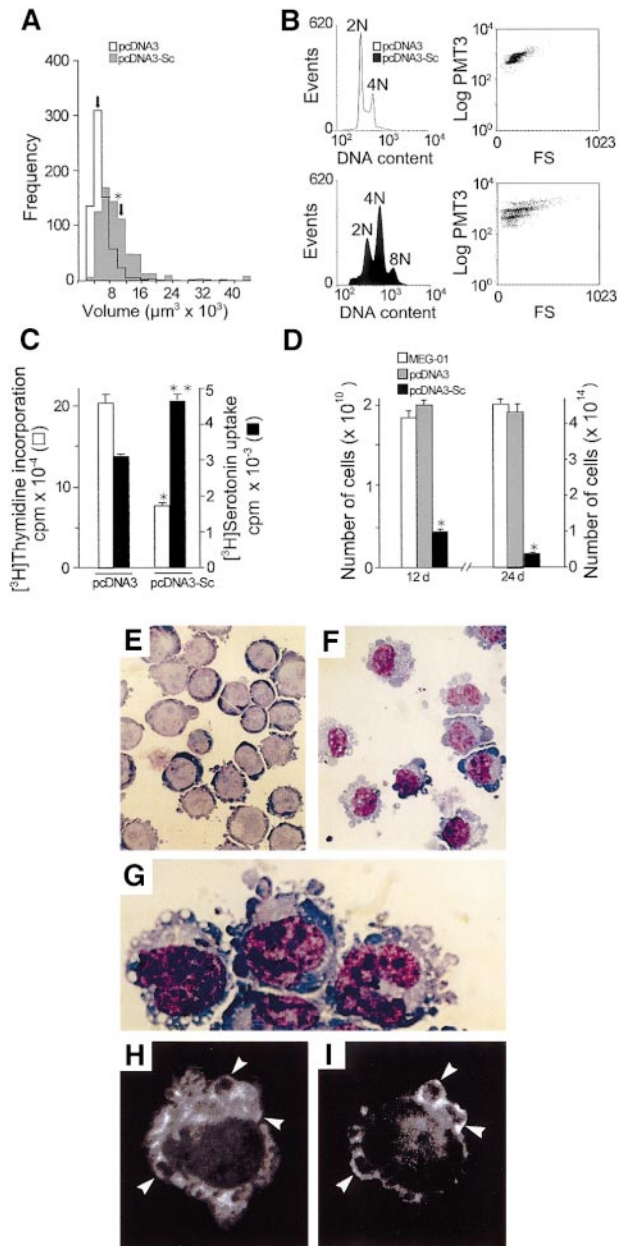 A
pcDNA3
pcDNA3-Sc
400
300
200
100
0
Frequency
*
8 16 24 32 44
Volume (µm³ x 10³)
B
620
Events
2N
pcDNA3
pcDNA3-Sc
4N
10² 10³ 10⁴
DNA content
Log PMT3
10⁴
10²
10⁰
0 1023
FS
620
Events
4N
2N
8N
10² 10³ 10⁴
DNA content
Log PMT3
10⁴
10²
10⁰
0 1023
FS
C
[³H]Thymidine incorporation
cpm x 10⁻⁴ (□)
20
10
0
* *
*
5
4
3
2
1
0
[³H]Serotonin uptake
cpm x 10⁻³ (■)
pcDNA3 pcDNA3-Sc
D
MEG-01
pcDNA3
pcDNA3-Sc
Number of cells (x 10¹⁰)
2
1
0
*
*
4
3
2
1
0
Number of cells (x 10¹⁴)
12 d 24 d
E
F
G
H
I